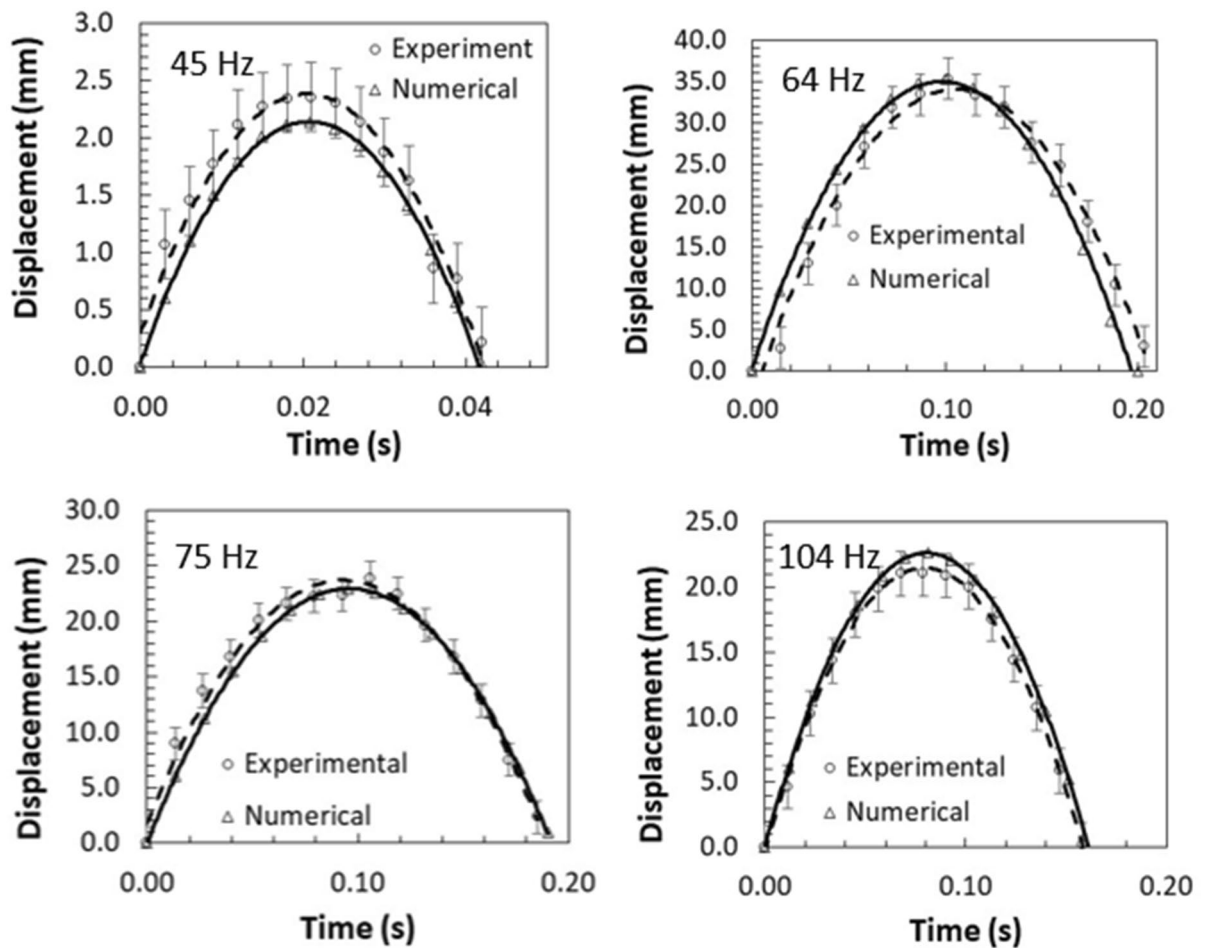 3.0
2.5
2.0
1.5
1.0
0.5
0.0
Displacement (mm)
45 Hz
Experiment
Numerical
0.00 0.02 0.04
Time (s)
40.0
35.0
30.0
25.0
20.0
15.0
10.0
5.0
0.0
Displacement (mm)
64 Hz
Experimental
Numerical
0.00 0.10 0.20
Time (s)
30.0
25.0
20.0
15.0
10.0
5.0
0.0
Displacement (mm)
75 Hz
Experimental
Numerical
0.00 0.10 0.20
Time (s)
25.0
20.0
15.0
10.0
5.0
0.0
Displacement (mm)
104 Hz
Experimental
Numerical
0.00 0.10 0.20
Time (s)